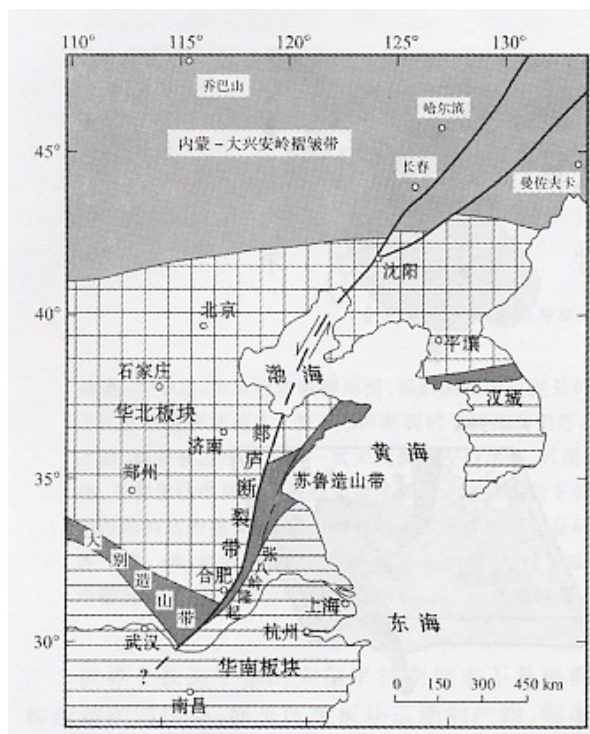 110° 115° 120° 125° 130°
乔巴山
哈尔滨
内蒙-大兴安岭褶皱带
45°
长春
曼佐夫卡
沈阳
北京
40°
平壤
石家庄
渤海
汉城
华北板块
济南
郯庐断裂带
黄海
35°
郑州
苏鲁造山带
大别造山带
张八岭隆起
合肥
上海
东海
30°
武汉
杭州
?
华南板块
0 150 300 450 km
南昌